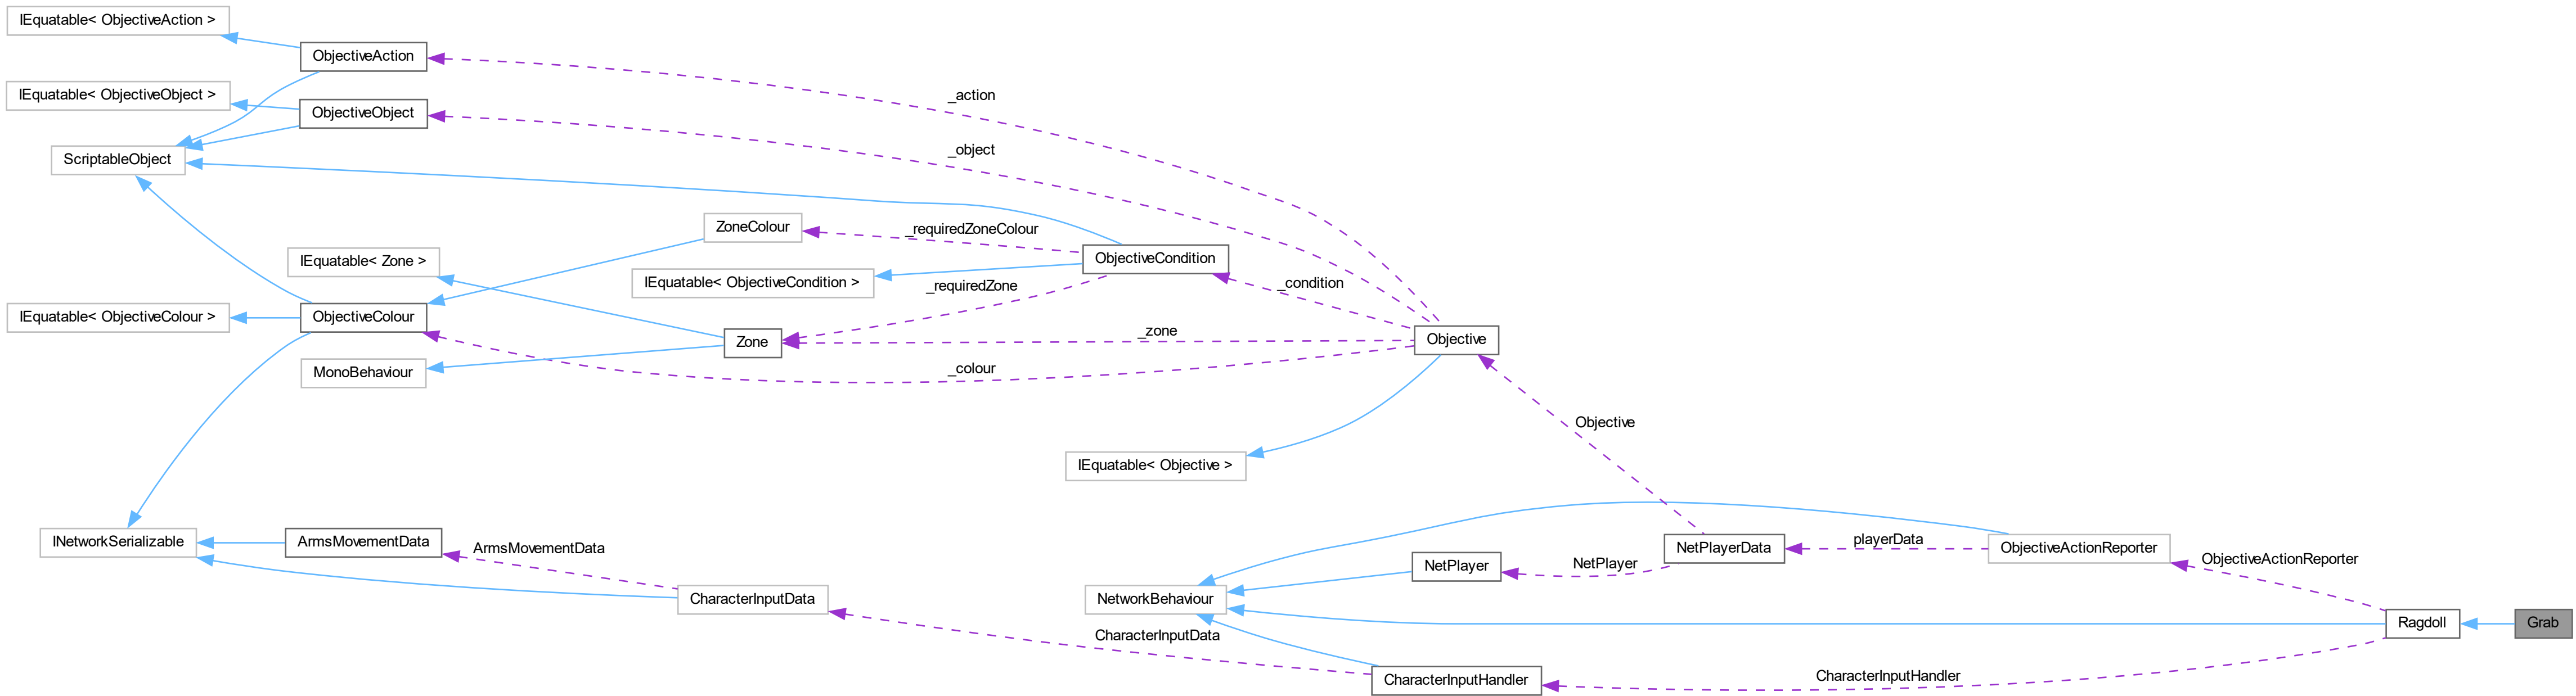 IEquatable< ObjectiveAction >
ObjectiveAction
IEquatable< ObjectiveObject >
ObjectiveObject
_action
_object
ScriptableObject
ZoneColour
_requiredZoneColour
IEquatable< Zone >
ObjectiveCondition
IEquatable< ObjectiveCondition >
_requiredZone
_condition
IEquatable< ObjectiveColour >
ObjectiveColour
Zone
_zone
Objective
MonoBehaviour
_colour
Objective
IEquatable< Objective >
INetworkSerializable
ArmsMovementData
ArmsMovementData
NetPlayer
NetPlayer
NetPlayerData
playerData
ObjectiveActionReporter
ObjectiveActionReporter
CharacterInputData
NetworkBehaviour
Ragdoll
Grab
CharacterInputData
CharacterInputHandler
CharacterInputHandler